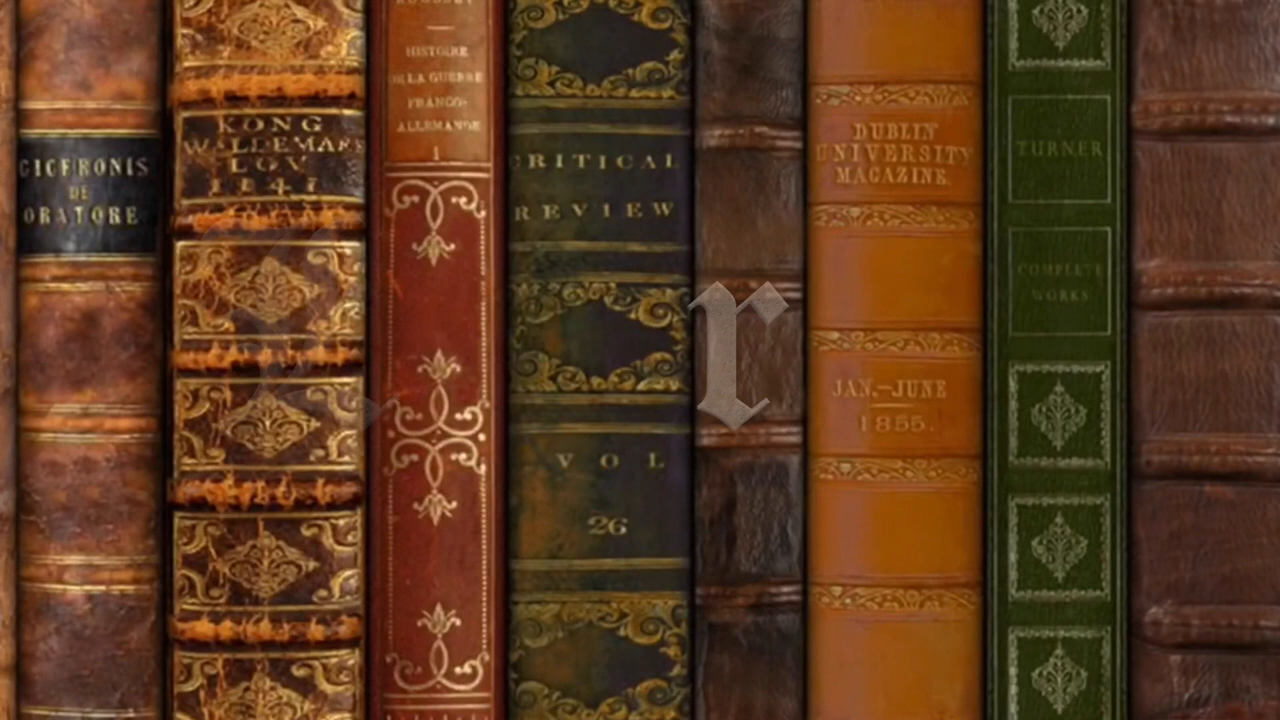 CICERONIS
DE
ORATORE
KONG
WALDEMARS
LOV
1147
HISTOIRE
DE LA GUERRE
FRANCO-
ALLEMANDE
1
CRITICAL
REVIEW
VOL
26
r
DUBLIN
UNIVERSITY
MAGAZINE.
JAN.—JUNE
1855.
TURNER
COMPLETE
WORKS